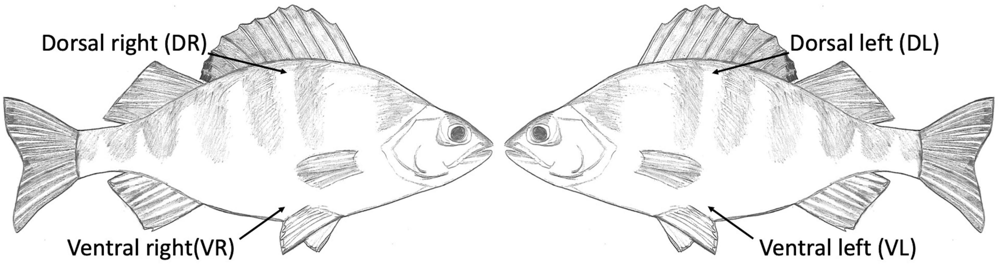 Dorsal right (DR)
Dorsal left (DL)
Ventral right(VR)
Ventral left (VL)